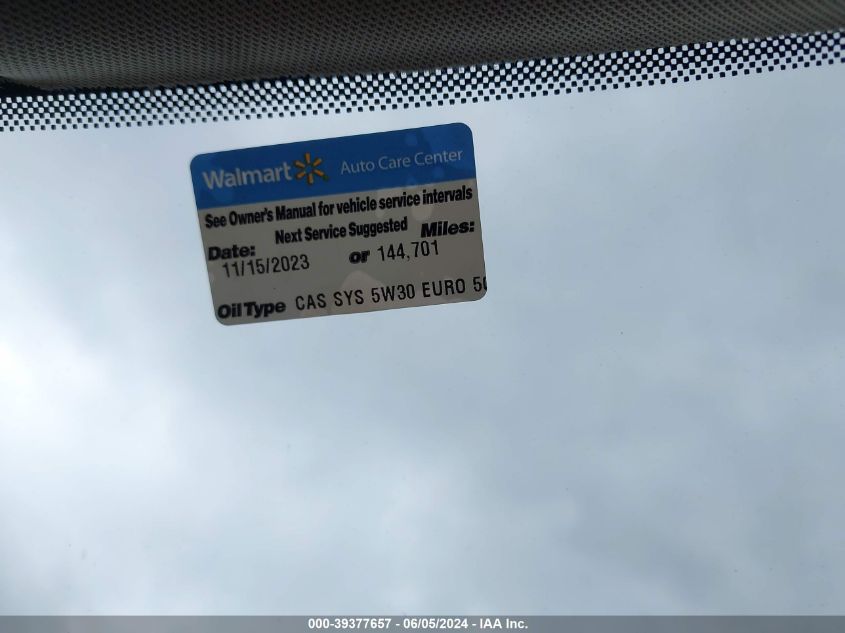 Walmart Auto Care Center
See Owner's Manual for vehicle service intervals
Next Service Suggested
Date: Miles:
11/15/2023 or 144,701
Oil Type CAS SYS 5W30 EURO
000-39377657 - 06/05/2024 - IAA Inc.